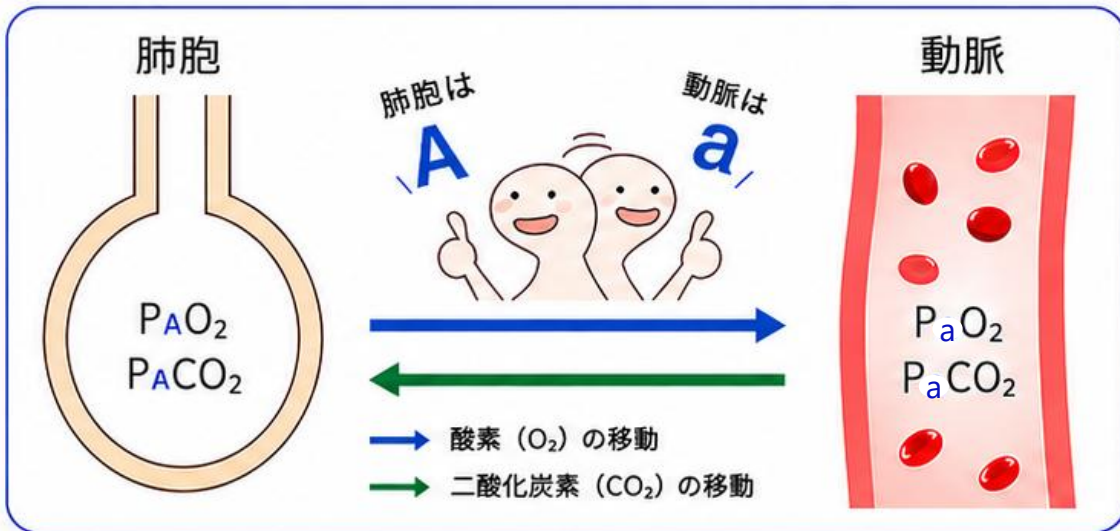 肺胞
動脈
肺胞は
A
動脈は
a
PAO₂
PACO₂
PaO₂
PaCO₂
酸素（O₂）の移動
二酸化炭素（CO₂）の移動